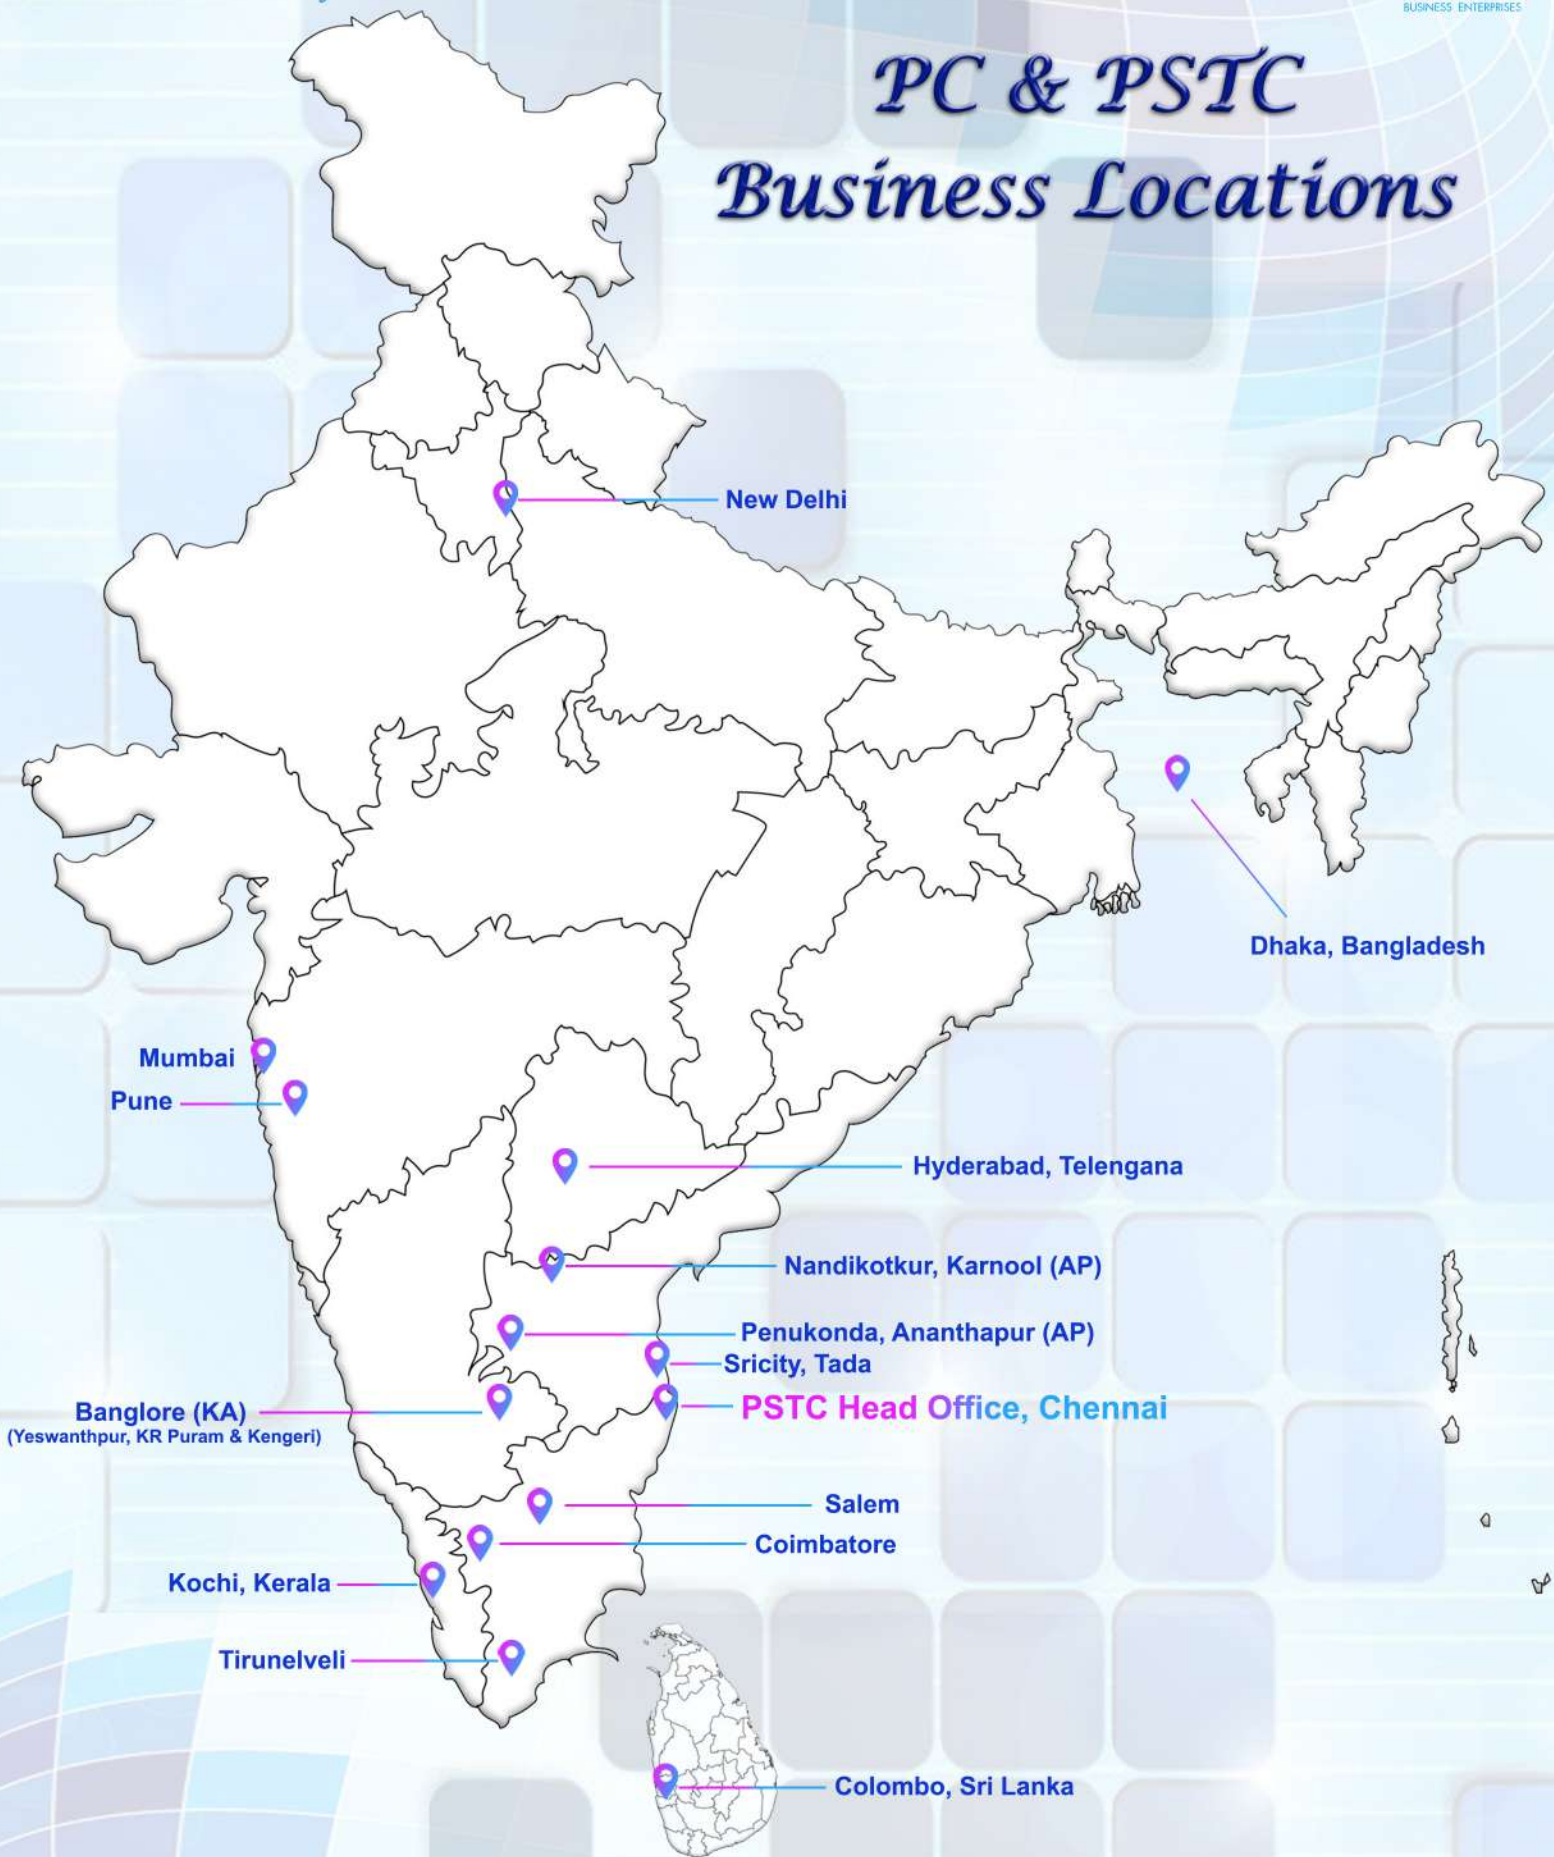 BUSINESS ENTERPRISES
PC & PSTC
Business Locations
New Delhi
Dhaka, Bangladesh
Mumbai
Pune
Hyderabad, Telengana
Nandikotkur, Karnool (AP)
Penukonda, Ananthapur (AP)
Sricity, Tada
PSTC Head Office, Chennai
Banglore (KA)
(Yeswanthpur, KR Puram & Kengeri)
Salem
Coimbatore
Kochi, Kerala
Tirunelveli
Colombo, Sri Lanka